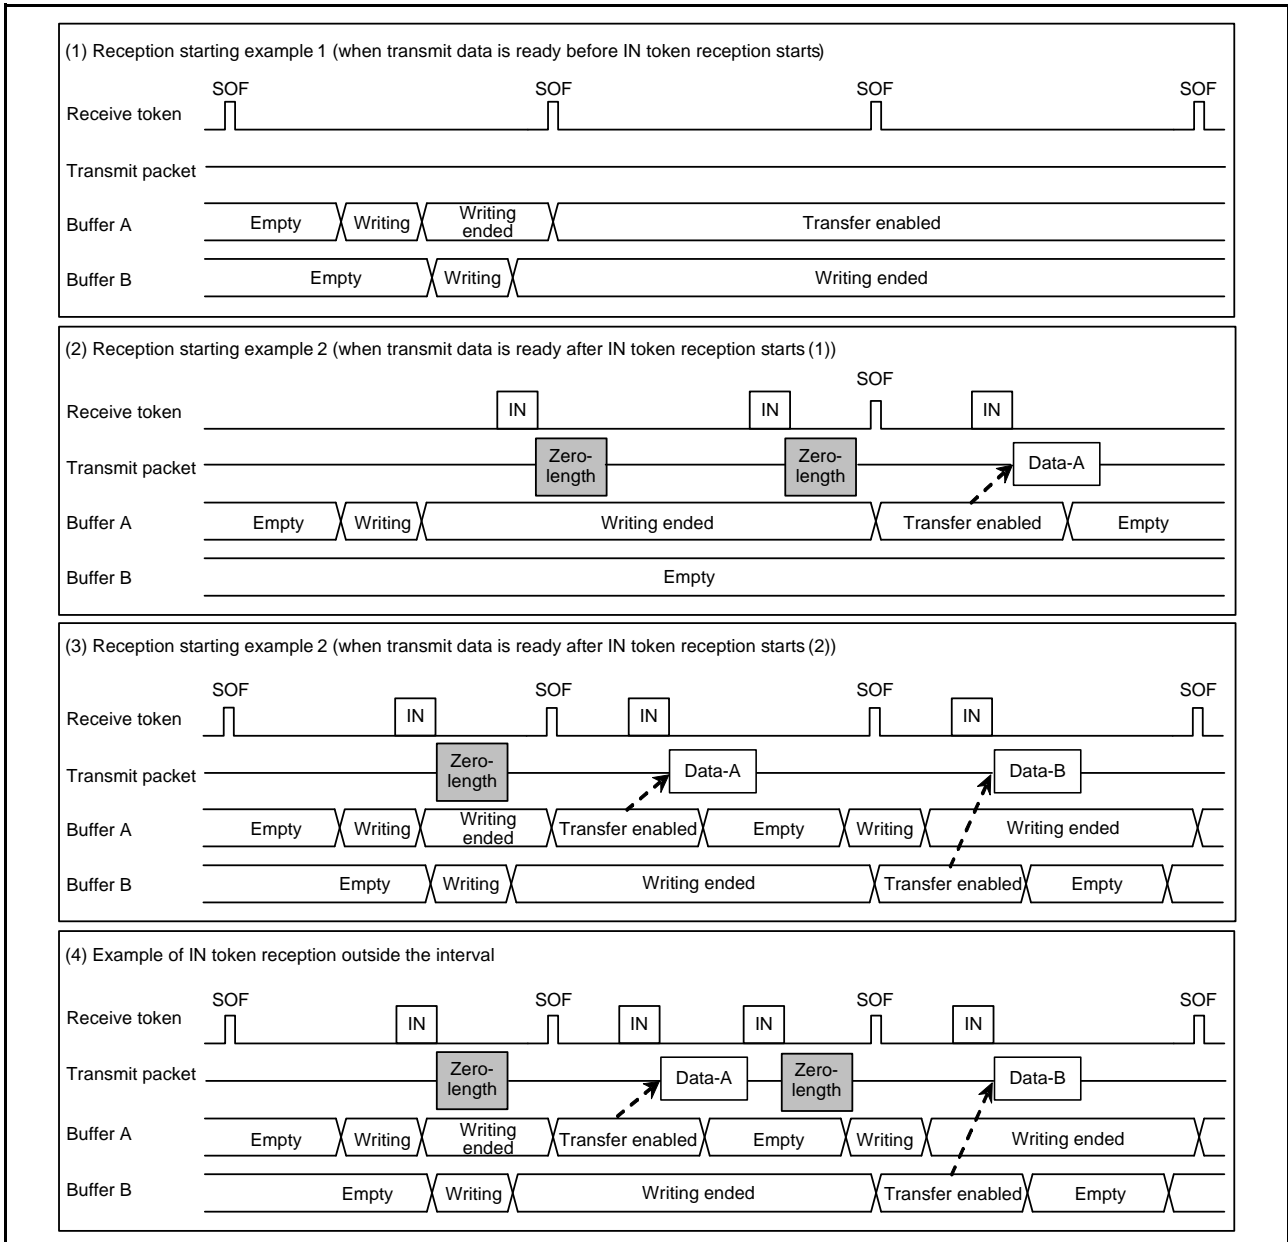 (1) Reception starting example 1 (when transmit data is ready before IN token reception starts)
SOF SOF SOF SOF
Receive token
Transmit packet
Buffer A Empty Writing Writing ended Transfer enabled
Buffer B Empty Writing Writing ended
(2) Reception starting example 2 (when transmit data is ready after IN token reception starts (1))
SOF
Receive token IN IN IN
Transmit packet Zero-length Zero-length Data-A
Buffer A Empty Writing Writing ended Transfer enabled Empty
Buffer B Empty
(3) Reception starting example 2 (when transmit data is ready after IN token reception starts (2))
SOF SOF SOF SOF
Receive token IN IN IN
Transmit packet Zero-length Data-A Data-B
Buffer A Empty Writing Writing ended Transfer enabled Empty Writing Writing ended
Buffer B Empty Writing Writing ended Transfer enabled Empty
(4) Example of IN token reception outside the interval
SOF SOF SOF SOF
Receive token IN IN IN IN
Transmit packet Zero-length Data-A Zero-length Data-B
Buffer A Empty Writing Writing ended Transfer enabled Empty Writing Writing ended
Buffer B Empty Writing Writing ended Transfer enabled Empty